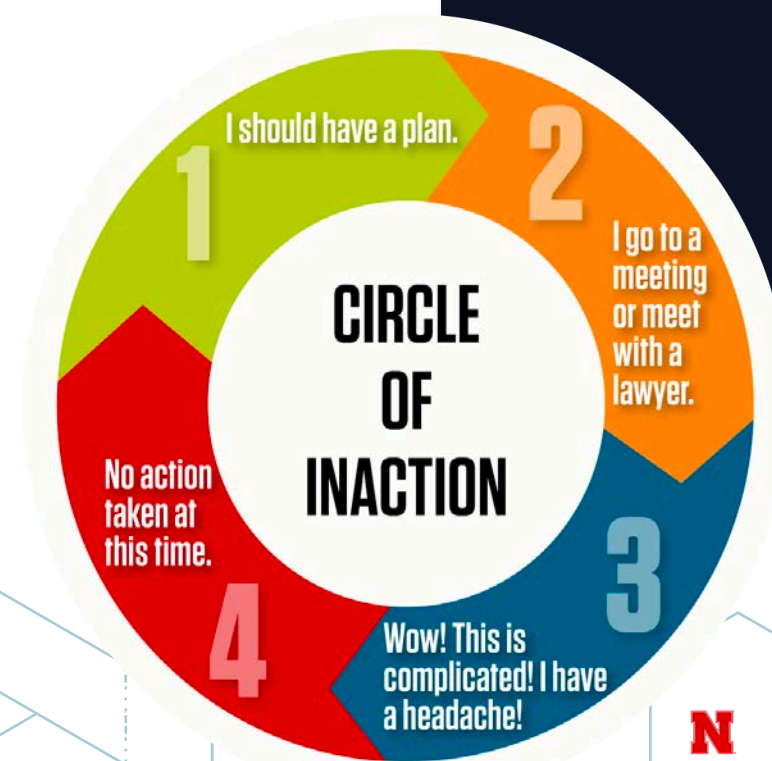 1
I should have a plan.
2
I go to a
meeting
or meet
with a
lawyer.
CIRCLE
OF
INACTION
3
Wow! This is
complicated! I have
a headache!
4
No action
taken at
this time.
N